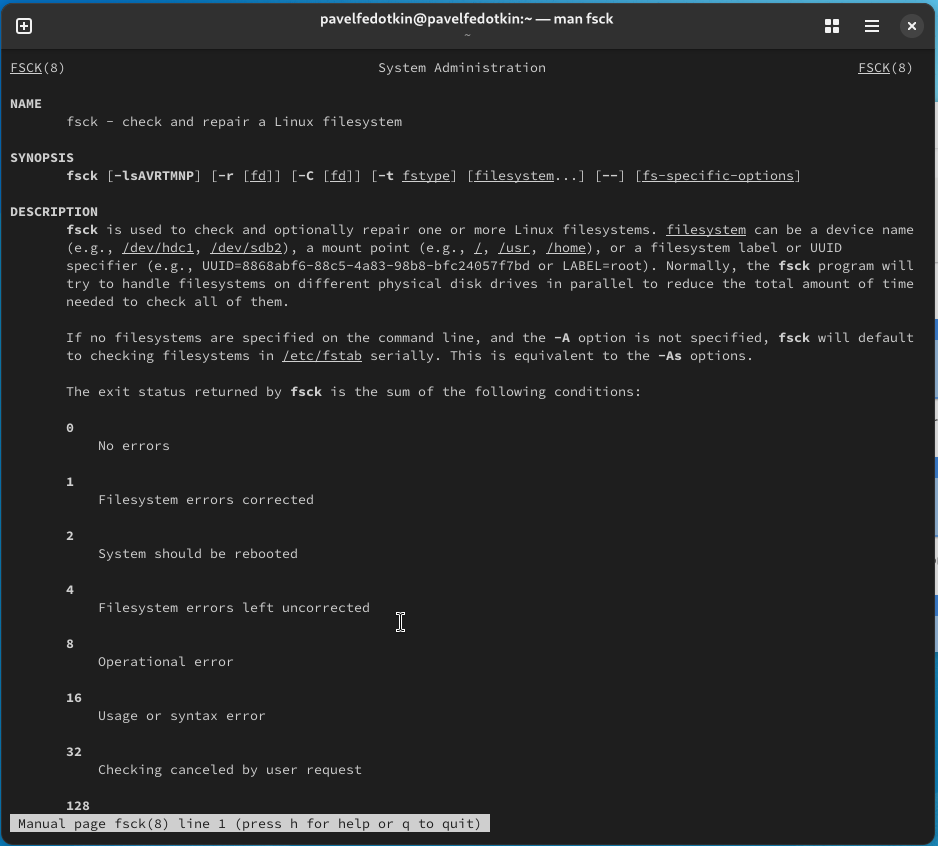 pavelfedotkin@pavelfedotkin:~ — man fsck
~
FSCK(8) System Administration FSCK(8)
NAME
fsck - check and repair a Linux filesystem
SYNOPSIS
fsck [-lsAVRTMNP] [-r [fd]] [-C [fd]] [-t fstype] [filesystem...] [--] [fs-specific-options]
DESCRIPTION
fsck is used to check and optionally repair one or more Linux filesystems. filesystem can be a device name
(e.g., /dev/hdc1, /dev/sdb2), a mount point (e.g., /, /usr, /home), or a filesystem label or UUID
specifier (e.g., UUID=8868abf6-88c5-4a83-98b8-bfc24057f7bd or LABEL=root). Normally, the fsck program will
try to handle filesystems on different physical disk drives in parallel to reduce the total amount of time
needed to check all of them.
If no filesystems are specified on the command line, and the -A option is not specified, fsck will default
to checking filesystems in /etc/fstab serially. This is equivalent to the -As options.
The exit status returned by fsck is the sum of the following conditions:
0
No errors
1
Filesystem errors corrected
2
System should be rebooted
4
Filesystem errors left uncorrected
8
Operational error
16
Usage or syntax error
32
Checking canceled by user request
128
Manual page fsck(8) line 1 (press h for help or q to quit)